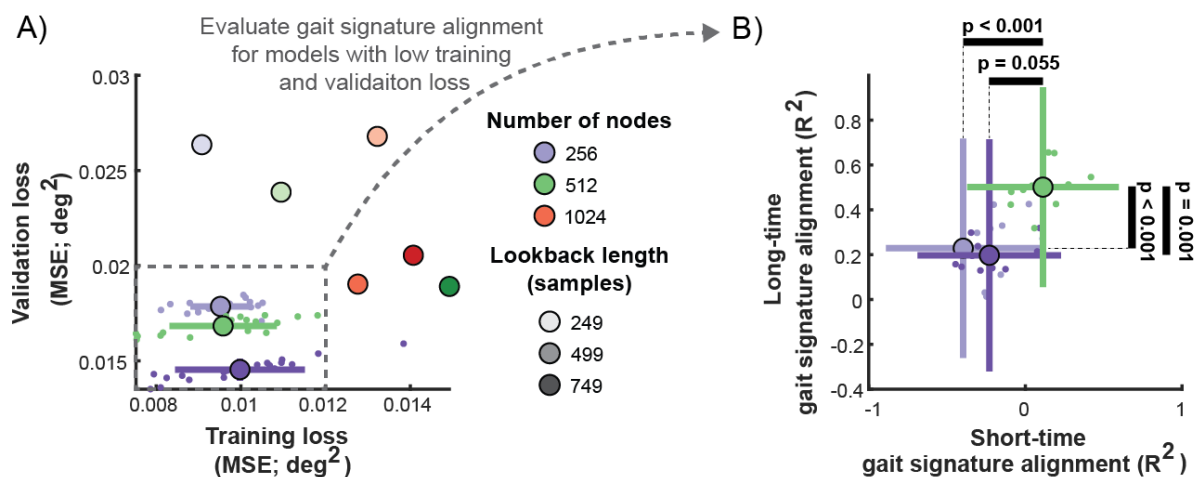 A)
Evaluate gait signature alignment
for models with low training
and validaiton loss
0.03
0.025
0.02
0.015
Validation loss
(MSE; deg²)
0.008
0.01
0.012
0.014
Training loss
(MSE; deg²)
Number of nodes
256
512
1024
Lookback length
(samples)
249
499
749
B)
p < 0.001
p = 0.055
0.8
0.6
0.4
0.2
0
-0.2
-0.4
Long-time
gait signature alignment (R²)
p < 0.001
p = 0.001
-1
0
1
Short-time
gait signature alignment (R²)